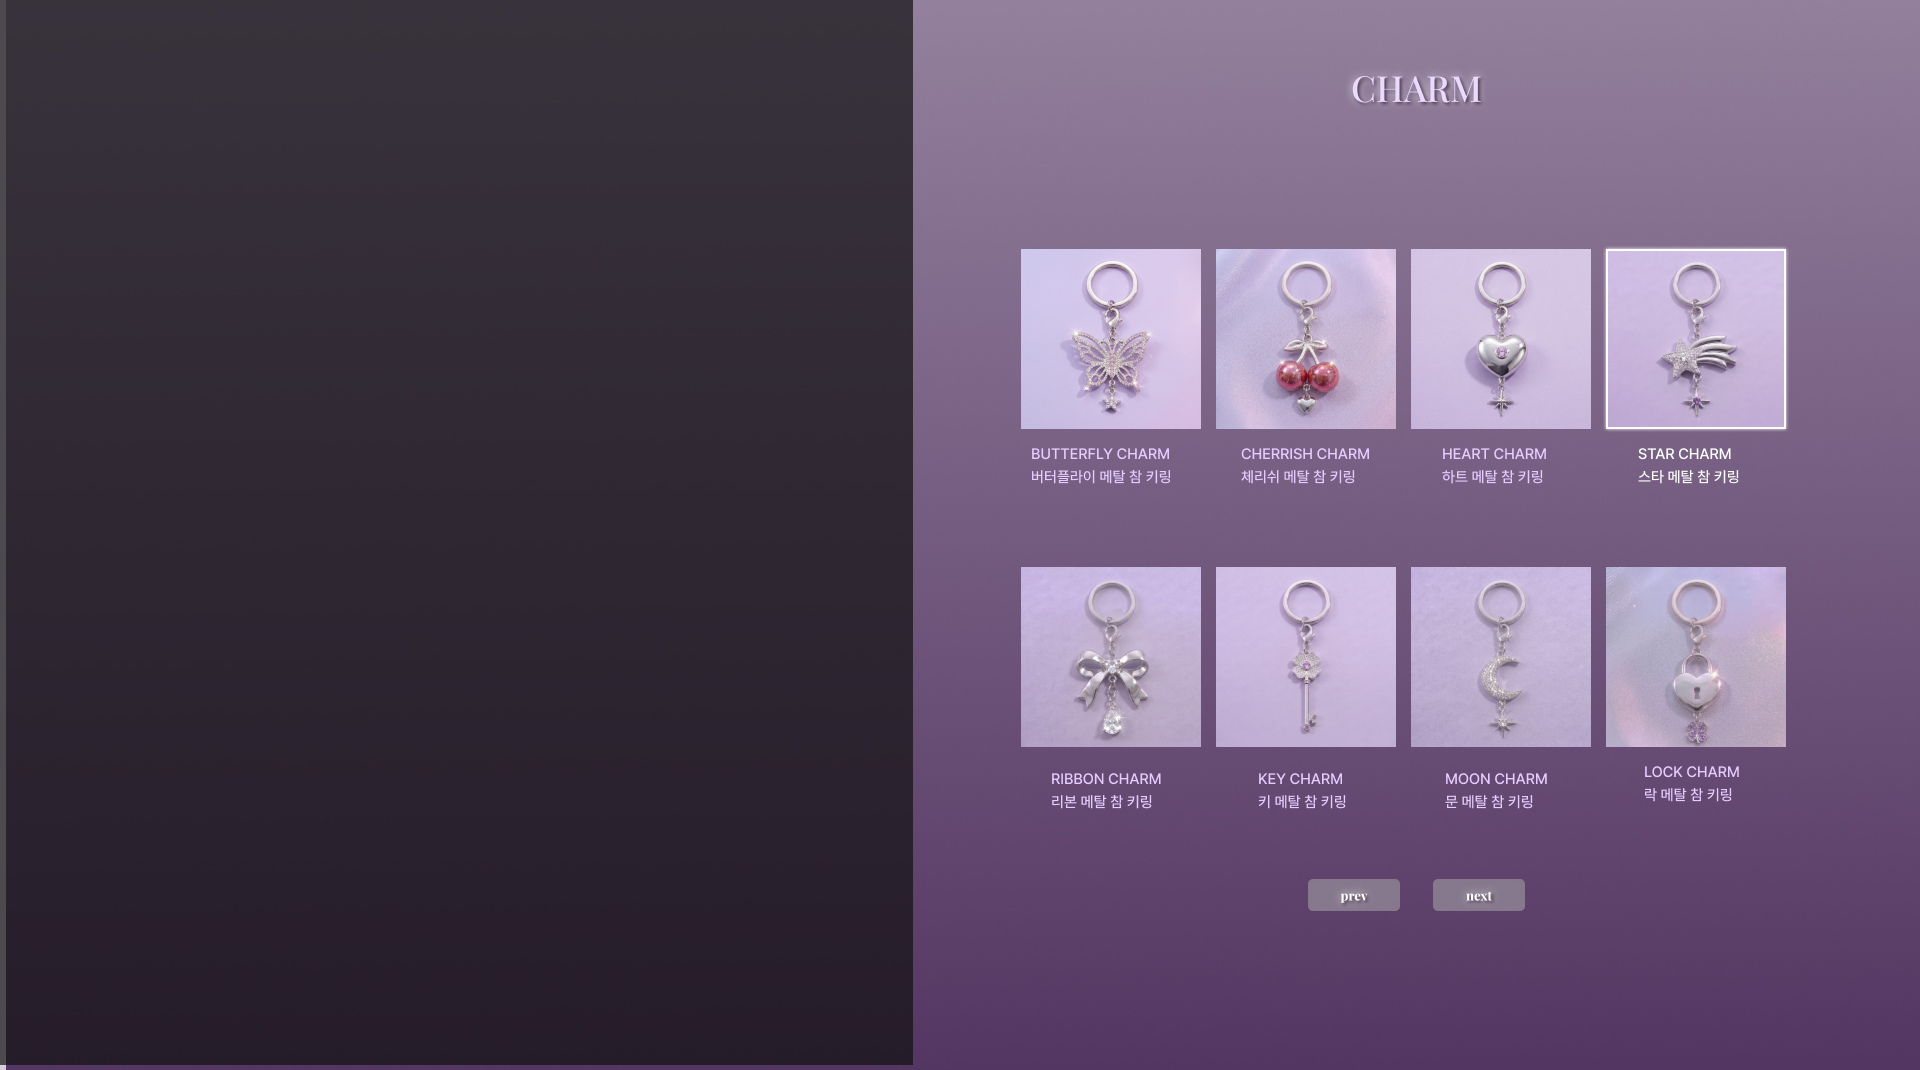 CHARM
BUTTERFLY CHARM
버터플라이 메탈 참 키링
CHERRISH CHARM
체리쉬 메탈 참 키링
HEART CHARM
하트 메탈 참 키링
STAR CHARM
스타 메탈 참 키링
RIBBON CHARM
리본 메탈 참 키링
KEY CHARM
키 메탈 참 키링
MOON CHARM
문 메탈 참 키링
LOCK CHARM
락 메탈 참 키링
prev
next